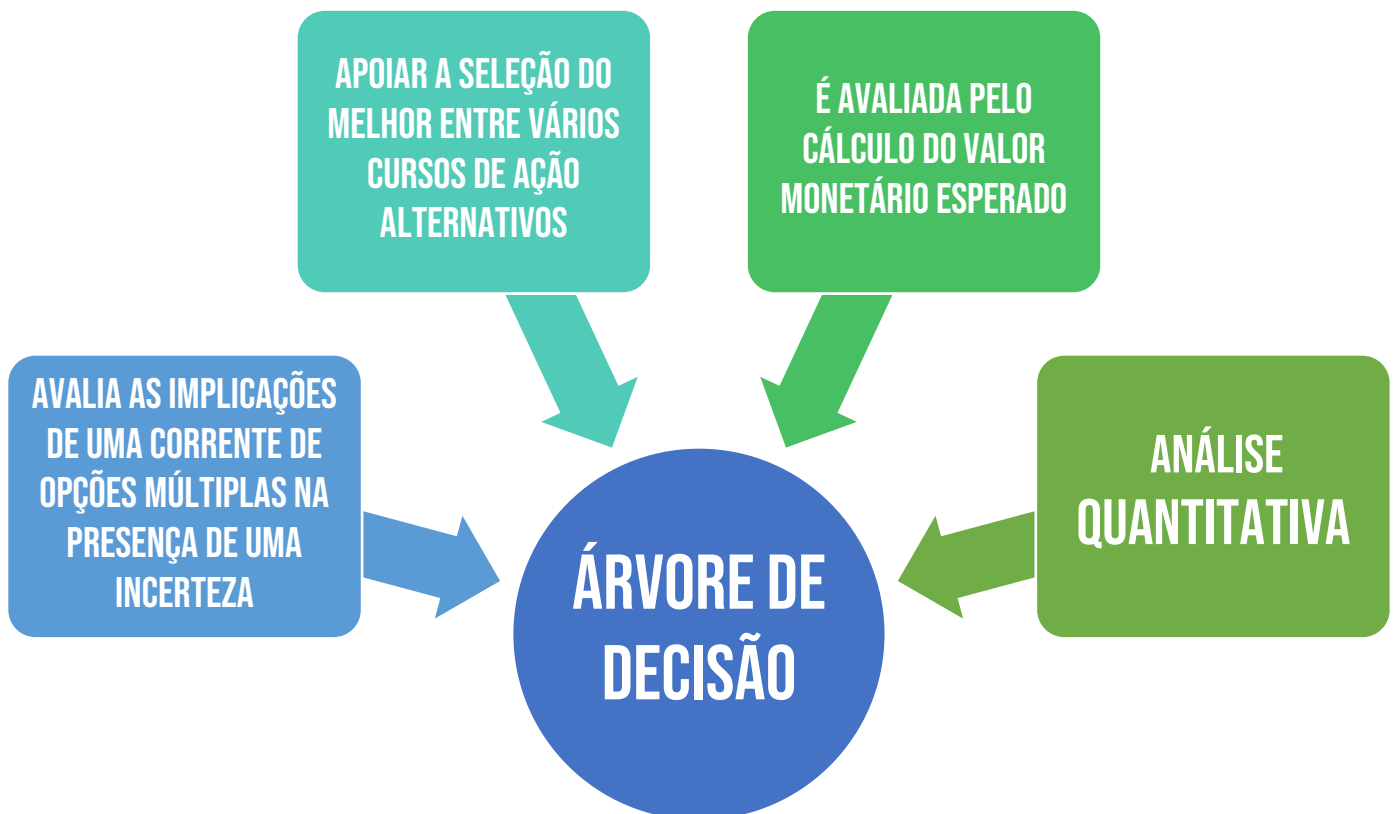 APOIAR A SELEÇÃO DO
MELHOR ENTRE VÁRIOS
CURSOS DE AÇÃO
ALTERNATIVOS
É AVALIADA PELO
CÁLCULO DO VALOR
MONETÁRIO ESPERADO
AVALIA AS IMPLICAÇÕES
DE UMA CORRENTE DE
OPÇÕES MÚLTIPLAS NA
PRESENÇA DE UMA
INCERTEZA
ANÁLISE
QUANTITATIVA
ÁRVORE DE
DECISÃO